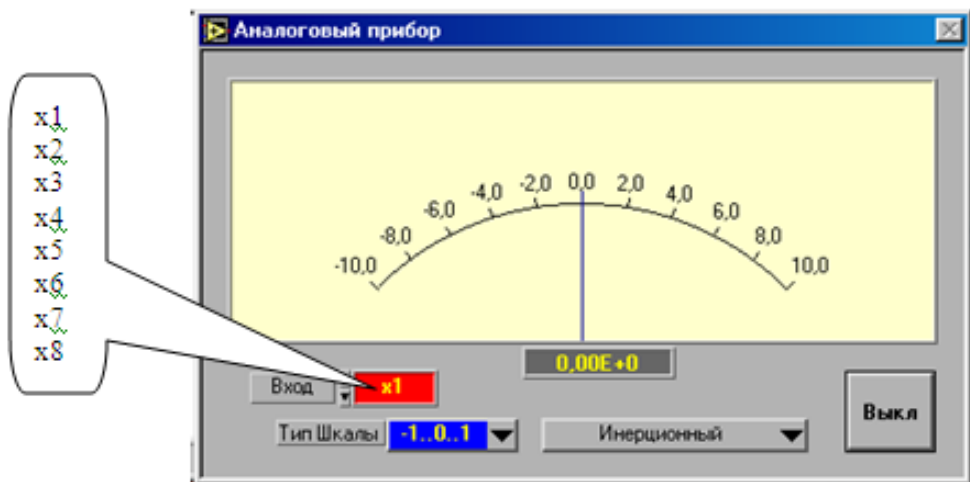 Аналоговый прибор
x1
x2
x3
x4
x5
x6
x7
x8
-10,0 -8,0 -6,0 -4,0 -2,0 0,0 2,0 4,0 6,0 8,0 10,0
0,00E+0
Вход x1
Выкл
Тип Шкалы -1..0..1 Инерционный